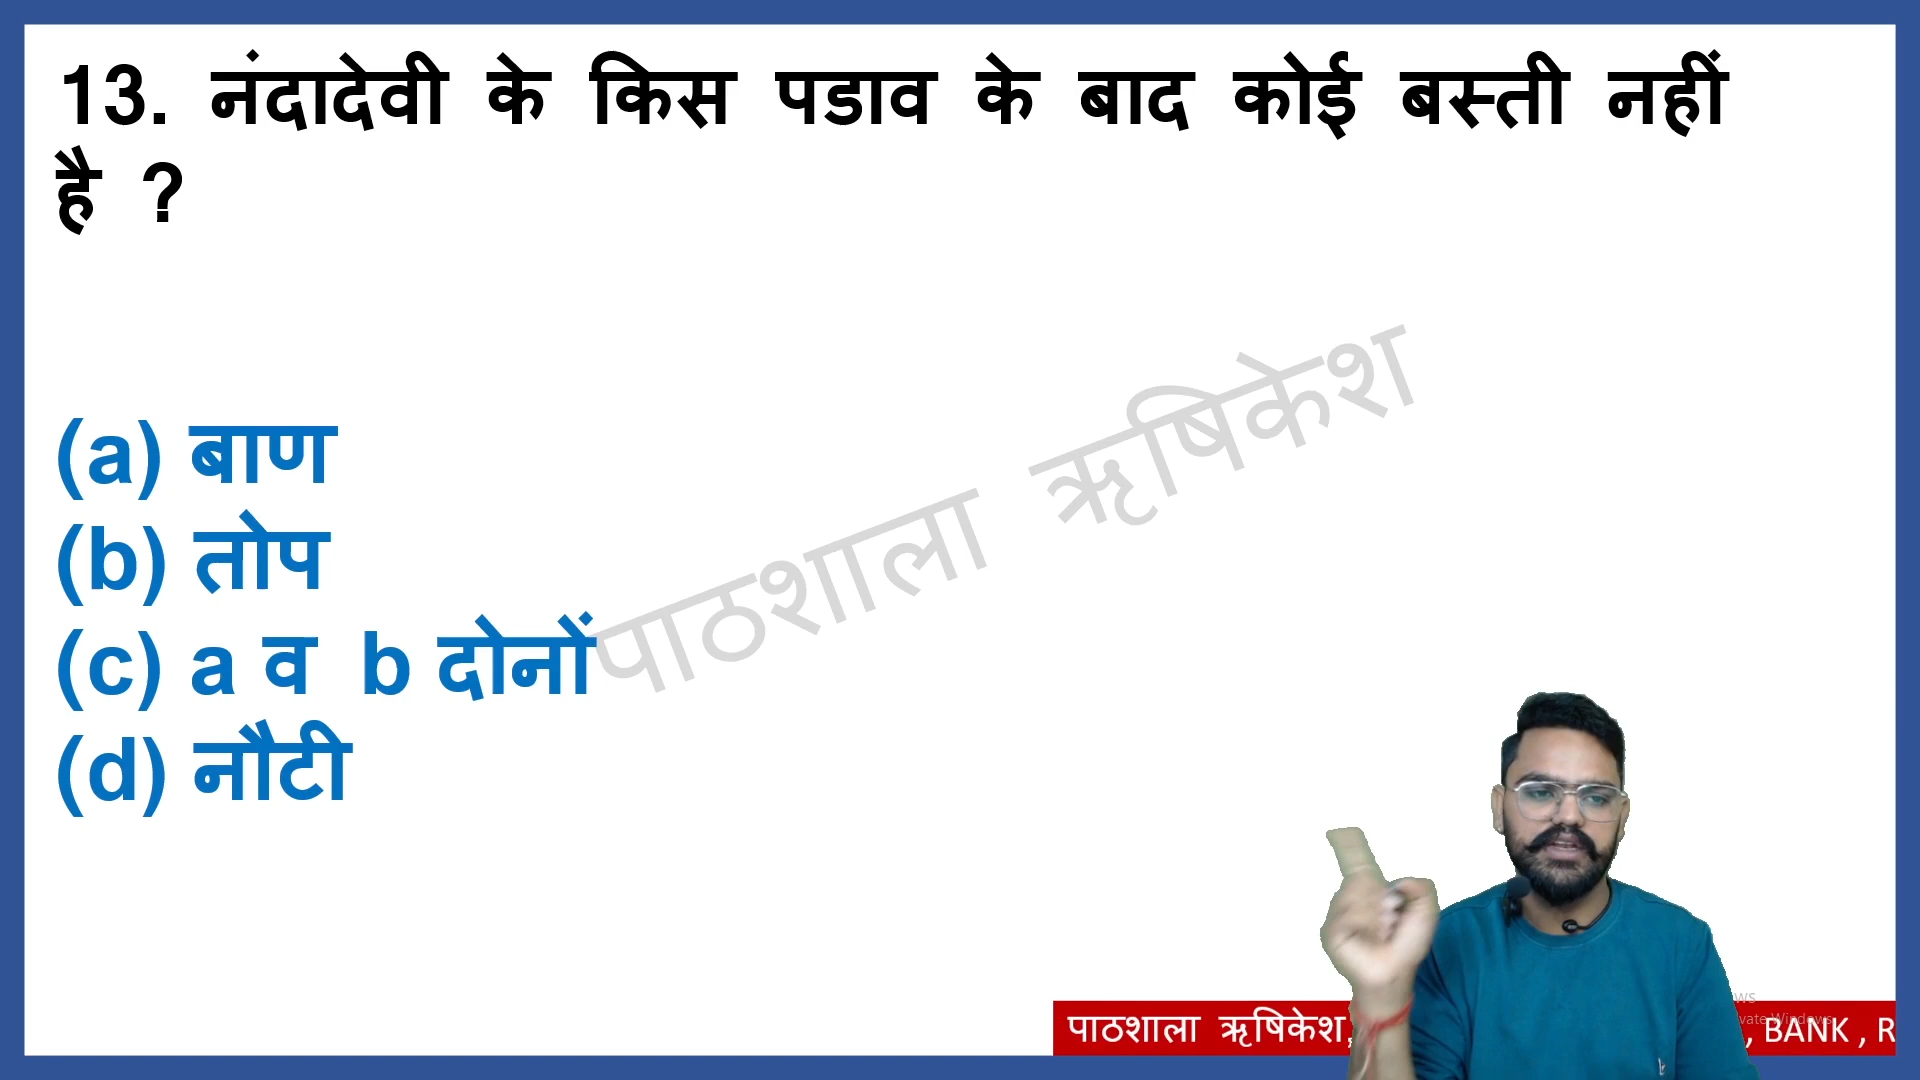 13. नंदादेवी के किस पडाव के बाद कोई बस्ती नहीं
है ?
(a) बाण
(b) तोप
(c) a व b दोनों
(d) नौटी
पाठशाला ऋषिकेश
पाठशाला ऋषिकेश, , BANK , R